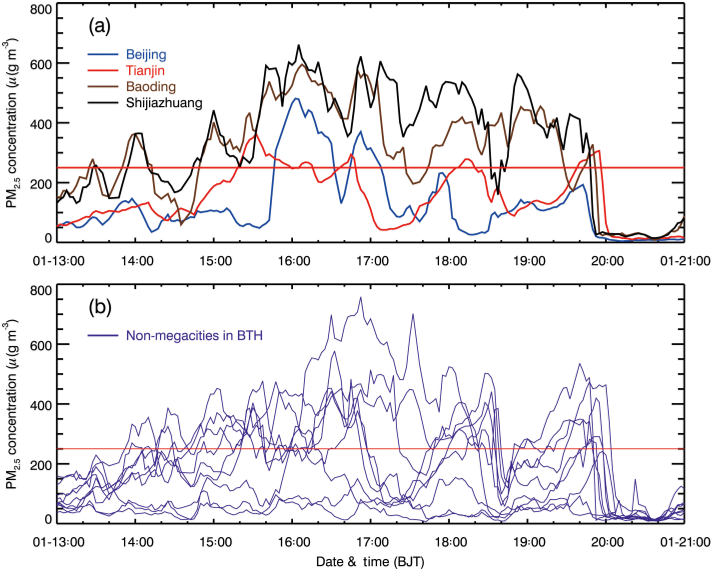 (a)
Beijing
Tianjin
Baoding
Shijiazhuang
PM2.5 concentration (μ(g m-3)
800
600
400
200
0
01-13:00 14:00 15:00 16:00 17:00 18:00 19:00 20:00 01-21:00
(b)
Non-megacities in BTH
PM2.5 concentration (μ(g m-3)
800
600
400
200
0
01-13:00 14:00 15:00 16:00 17:00 18:00 19:00 20:00 01-21:00
Date & time (BJT)